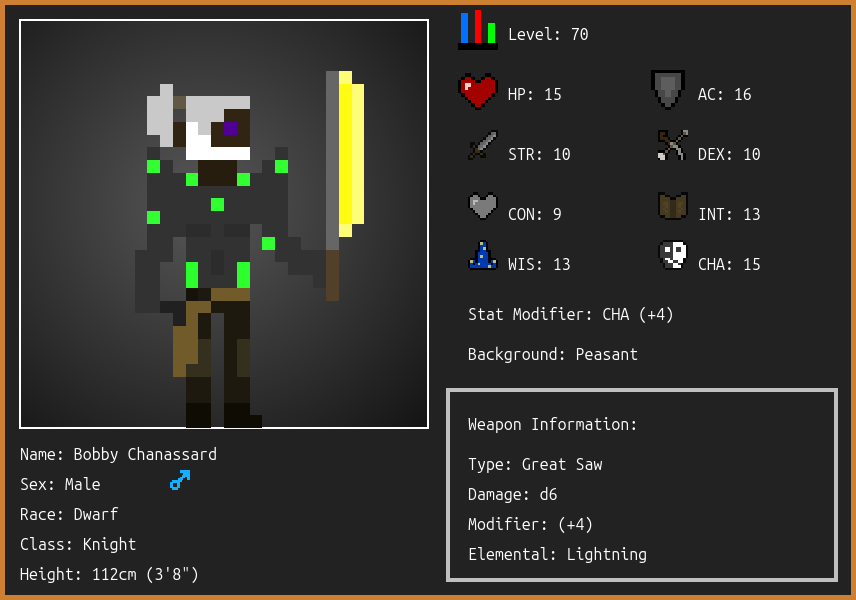 Level: 70
HP: 15
AC: 16
STR: 10
DEX: 10
CON: 9
INT: 13
WIS: 13
CHA: 15
Stat Modifier: CHA (+4)
Background: Peasant
Weapon Information:
Type: Great Saw
Damage: d6
Modifier: (+4)
Elemental: Lightning
Name: Bobby Chanassard
Sex: Male
Race: Dwarf
Class: Knight
Height: 112cm (3'8")